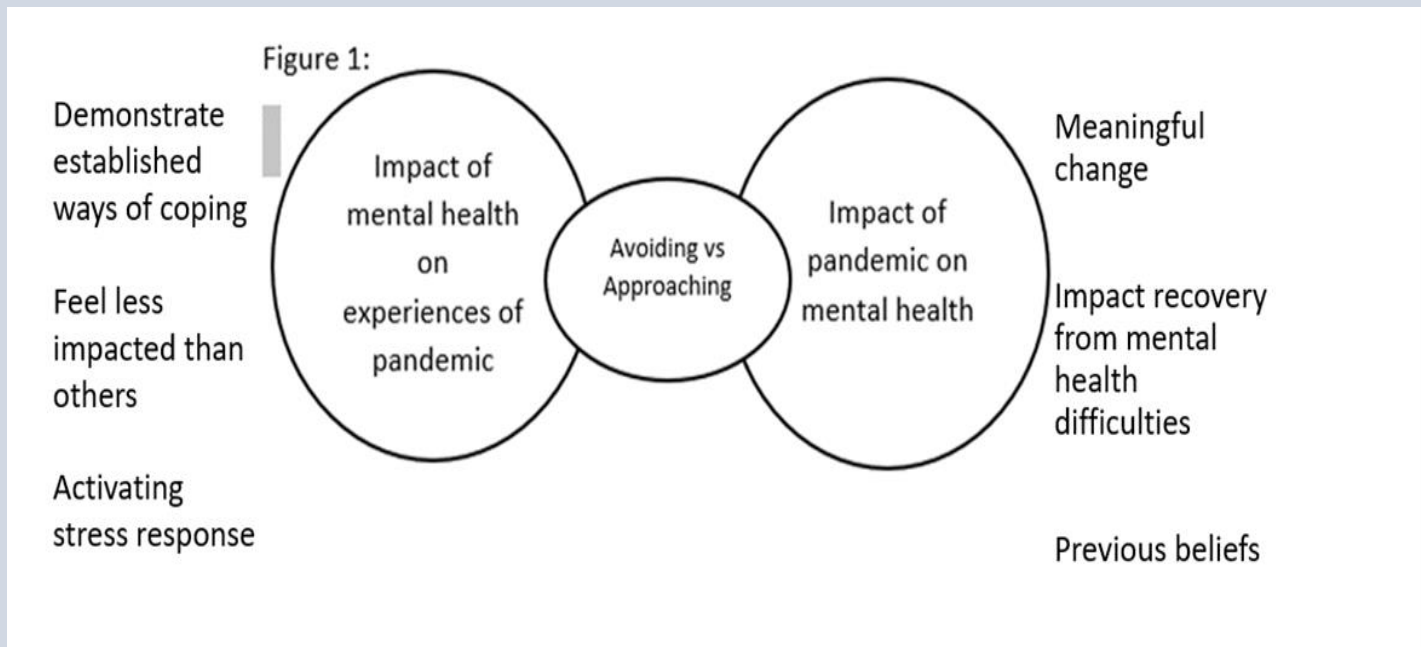 Figure 1:
Demonstrate
established
ways of coping
Feel less
impacted than
others
Activating
stress response
Impact of
mental health
on
experiences of
pandemic
Avoiding vs
Approaching
Impact of
pandemic on
mental health
Meaningful
change
Impact recovery
from mental
health
difficulties
Previous beliefs